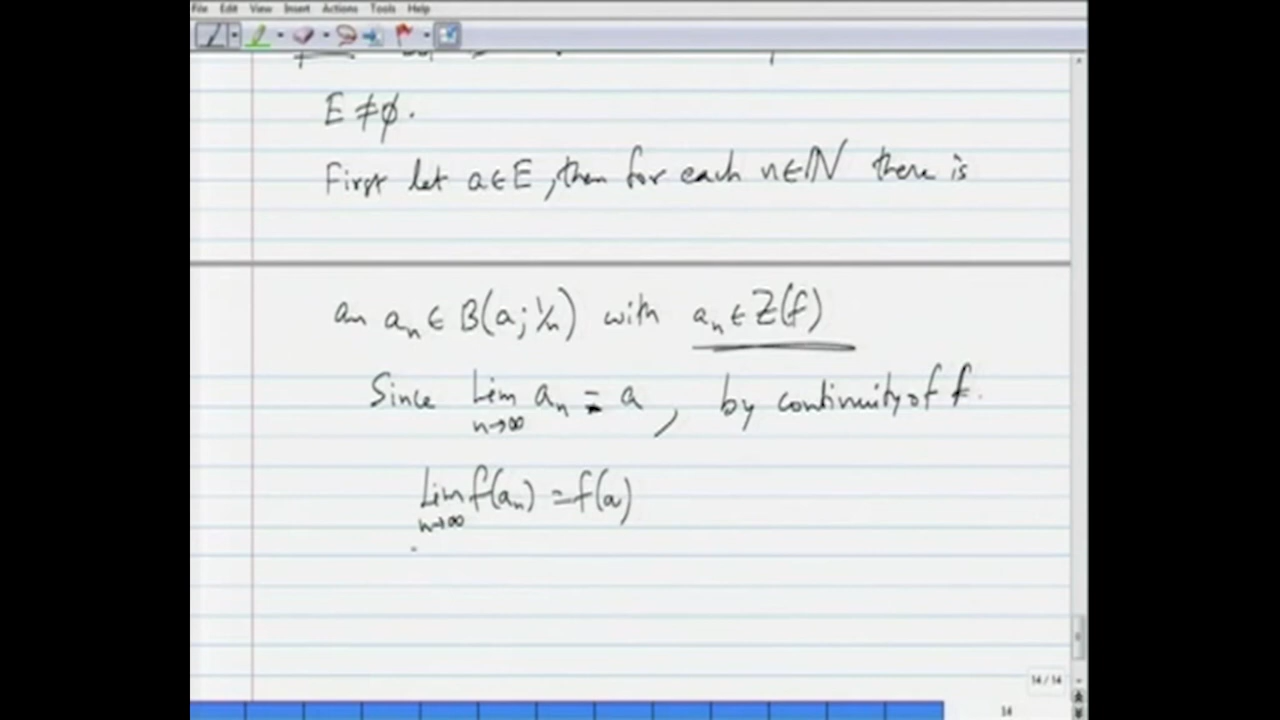 File Edit View Insert Actions Tools Help
E ≠ ϕ.
First let a ∈ E, then for each n ∈ ℕ there is
an aₙ ∈ B(a; 1/n) with aₙ ∈ Z(f)
Since Lim aₙ = a, by continuity of f.
n→∞
Lim f(aₙ) = f(a)
n→∞
14 / 14
14